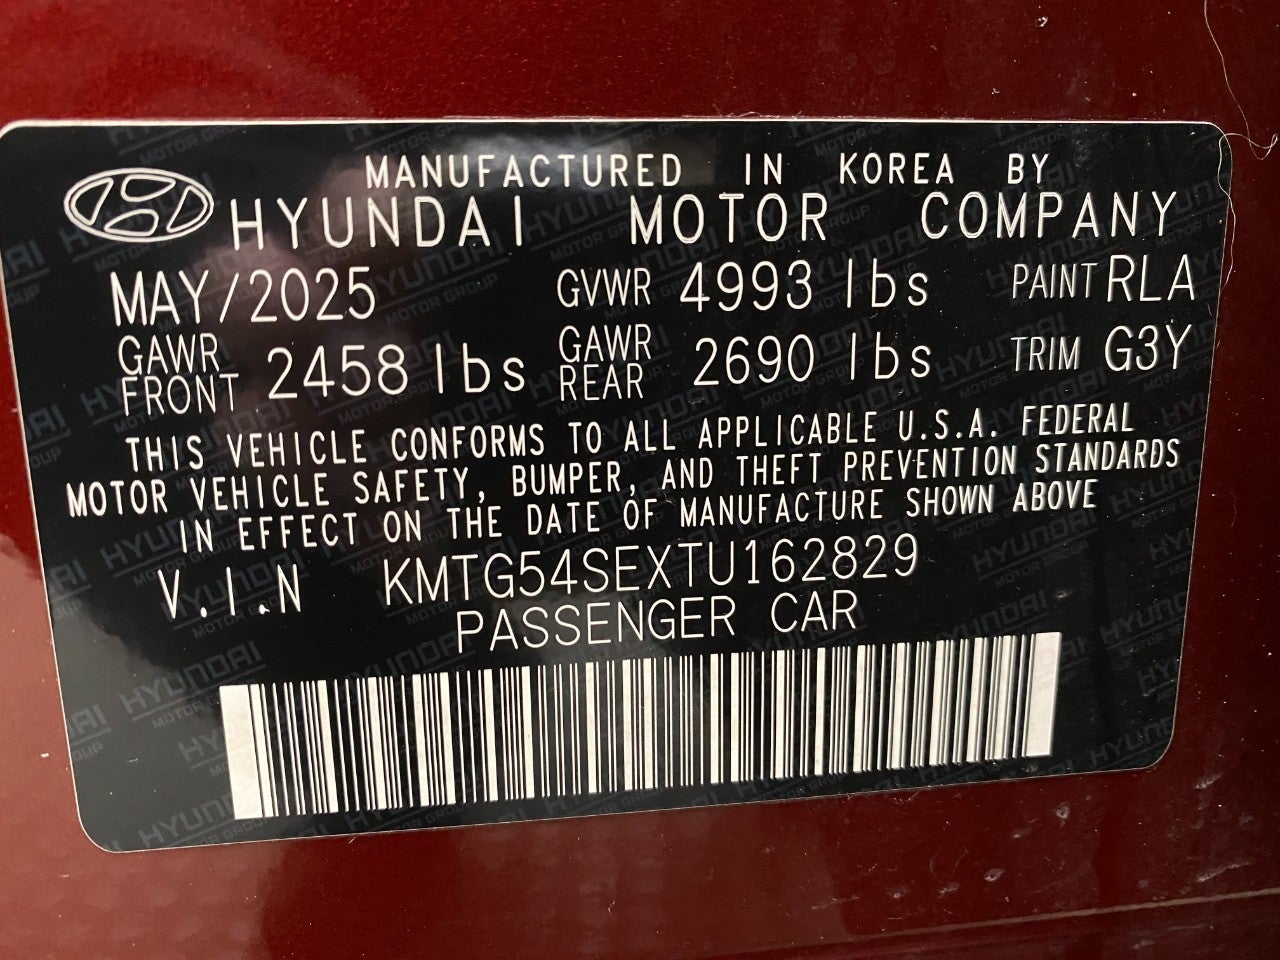 MANUFACTURED IN KOREA BY
HYUNDAI MOTOR COMPANY
MAY/2025 GVWR 4993 lbs PAINT RLA
GAWR FRONT 2458 lbs GAWR REAR 2690 lbs TRIM G3Y
THIS VEHICLE CONFORMS TO ALL APPLICABLE U.S.A. FEDERAL
MOTOR VEHICLE SAFETY, BUMPER, AND THEFT PREVENTION STANDARDS
IN EFFECT ON THE DATE OF MANUFACTURE SHOWN ABOVE
V.I.N KMTG54SEXTU162829
PASSENGER CAR